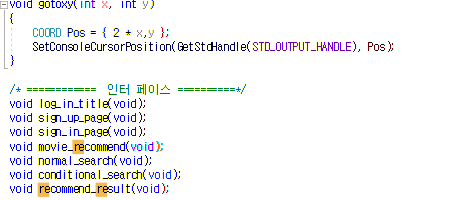 void gotoxy(int x, int y)
{
COORD Pos = { 2 * x,y };
SetConsoleCursorPosition(GetStdHandle(STD_OUTPUT_HANDLE), Pos);
}
/* ============ 인터 페이스 ==========*/
void log_in_title(void);
void sign_up_page(void);
void sign_in_page(void);
void movie_recommend(void);
void normal_search(void);
void conditional_search(void);
void recommend_result(void);